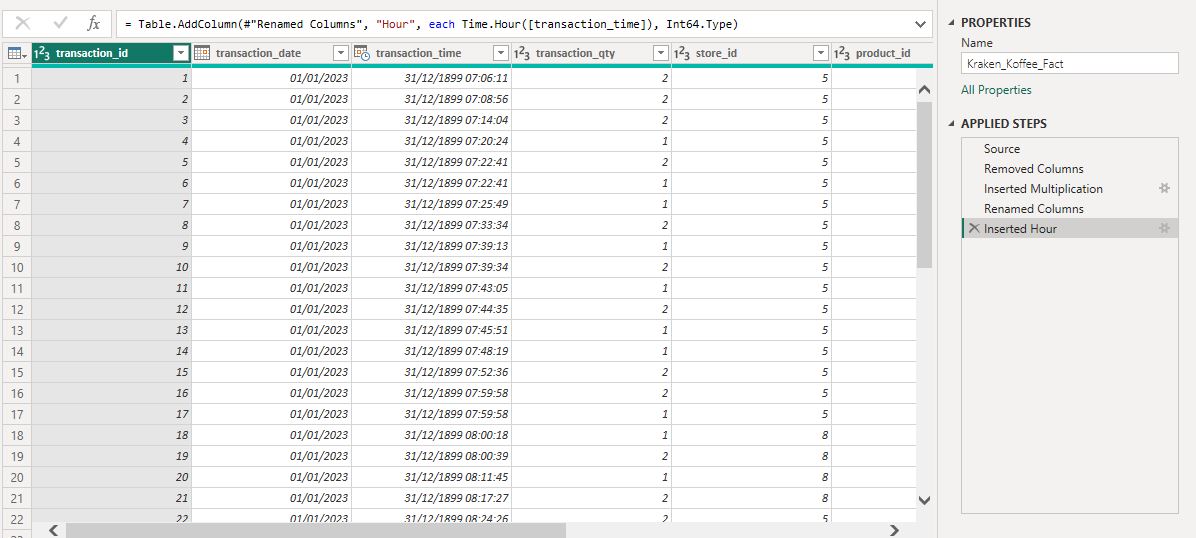 = Table.AddColumn(#"Renamed Columns", "Hour", each Time.Hour([transaction_time]), Int64.Type)
transaction_id transaction_date transaction_time transaction_qty store_id product_id
1 1 01/01/2023 31/12/1899 07:06:11 2 5
2 2 01/01/2023 31/12/1899 07:08:56 2 5
3 3 01/01/2023 31/12/1899 07:14:04 2 5
4 4 01/01/2023 31/12/1899 07:20:24 1 5
5 5 01/01/2023 31/12/1899 07:22:41 2 5
6 6 01/01/2023 31/12/1899 07:22:41 1 5
7 7 01/01/2023 31/12/1899 07:25:49 1 5
8 8 01/01/2023 31/12/1899 07:33:34 2 5
9 9 01/01/2023 31/12/1899 07:39:13 1 5
10 10 01/01/2023 31/12/1899 07:39:34 2 5
11 11 01/01/2023 31/12/1899 07:43:05 1 5
12 12 01/01/2023 31/12/1899 07:44:35 2 5
13 13 01/01/2023 31/12/1899 07:45:51 1 5
14 14 01/01/2023 31/12/1899 07:48:19 1 5
15 15 01/01/2023 31/12/1899 07:52:36 2 5
16 16 01/01/2023 31/12/1899 07:59:58 2 5
17 17 01/01/2023 31/12/1899 07:59:58 1 5
18 18 01/01/2023 31/12/1899 08:00:18 1 8
19 19 01/01/2023 31/12/1899 08:00:39 2 8
20 20 01/01/2023 31/12/1899 08:11:45 1 8
21 21 01/01/2023 31/12/1899 08:17:27 2 8
22 22 01/01/2023 31/12/1899 08:24:26 2 5
PROPERTIES
Name
Kraken_Koffee_Fact
All Properties
APPLIED STEPS
Source
Removed Columns
Inserted Multiplication
Renamed Columns
Inserted Hour